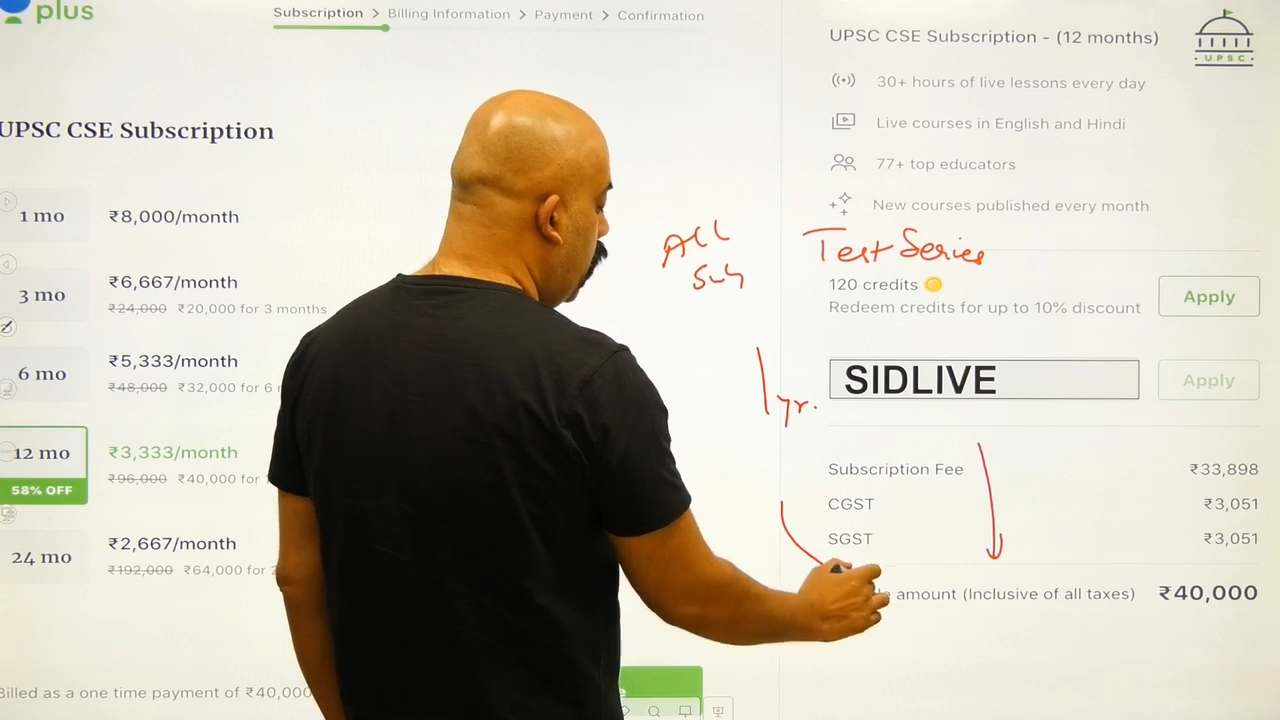 plus
Subscription > Billing Information > Payment > Confirmation
UPSC CSE Subscription
1 mo ₹8,000/month
3 mo ₹6,667/month
₹24,000 ₹20,000 for 3 months
6 mo ₹5,333/month
₹48,000 ₹32,000 for 6
12 mo ₹3,333/month
58% OFF ₹96,000 ₹40,000 for
24 mo ₹2,667/month
₹192,000 ₹64,000 for
Billed as a one time payment of ₹40,000
All
Sub
1 yr.
UPSC CSE Subscription - (12 months)
UPSC
30+ hours of live lessons every day
Live courses in English and Hindi
77+ top educators
New courses published every month
Test Series
120 credits
Redeem credits for up to 10% discount
Apply
SIDLIVE
Apply
Subscription Fee ₹33,898
CGST ₹3,051
SGST ₹3,051
amount (Inclusive of all taxes) ₹40,000